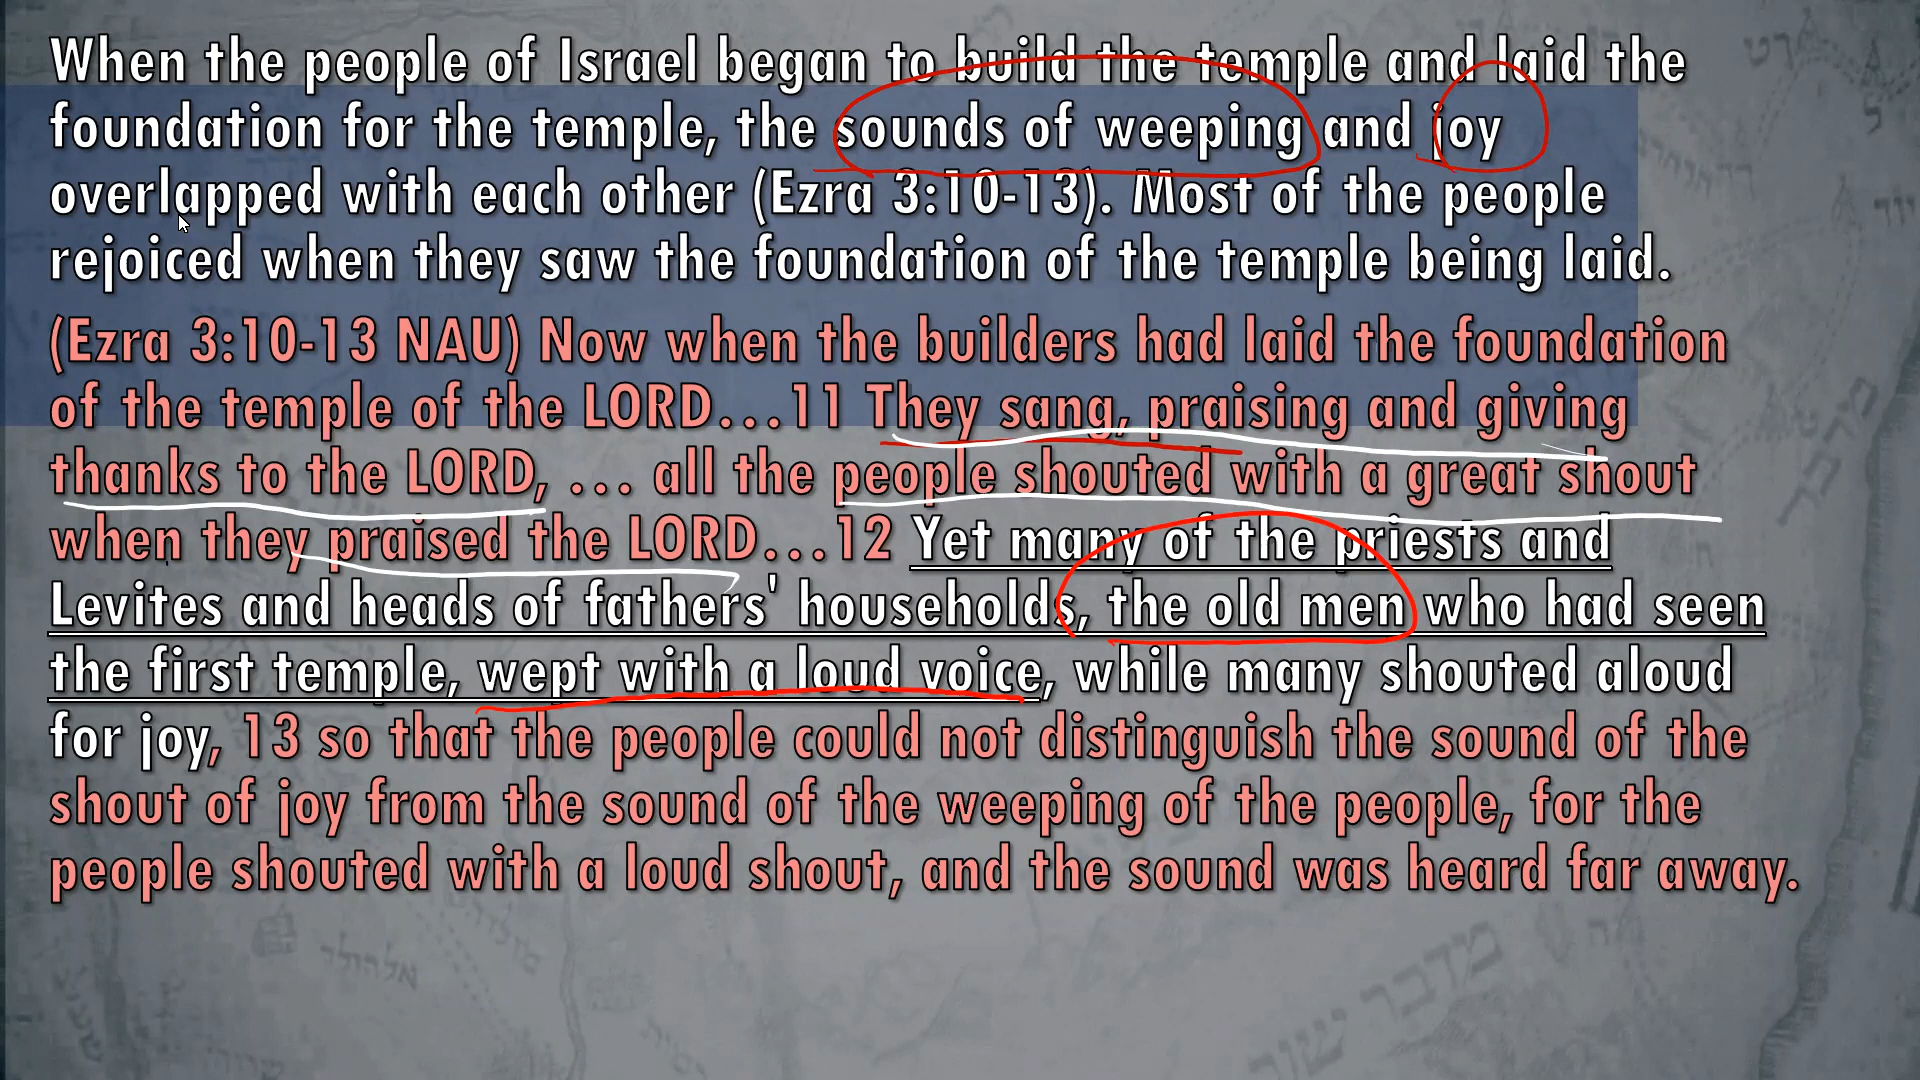 When the people of Israel began to build the temple and laid the
foundation for the temple, the sounds of weeping and joy
overlapped with each other (Ezra 3:10-13). Most of the people
rejoiced when they saw the foundation of the temple being laid.
(Ezra 3:10-13 NAU) Now when the builders had laid the foundation
of the temple of the LORD...11 They sang, praising and giving
thanks to the LORD, ... all the people shouted with a great shout
when they praised the LORD...12 Yet many of the priests and
Levites and heads of fathers' households, the old men who had seen
the first temple, wept with a loud voice, while many shouted aloud
for joy, 13 so that the people could not distinguish the sound of the
shout of joy from the sound of the weeping of the people, for the
people shouted with a loud shout, and the sound was heard far away.
מדבר שור